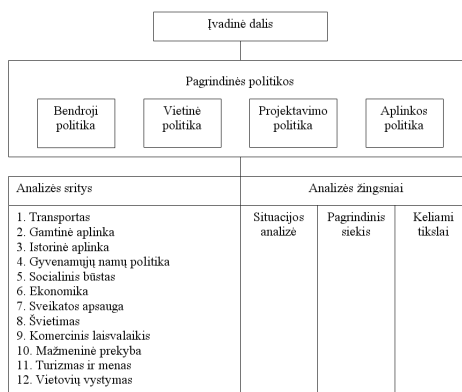 Įvadinė dalis
Pagrindinės politikos
Bendroji
politika
Vietinė
politika
Projektavimo
politika
Aplinkos
politika
Analizės sritys
Analizės žingsniai
1. Transportas
2. Gamtinė aplinka
3. Istorinė aplinka
4. Gyvenamųjų namų politika
5. Socialinis būstas
6. Ekonomika
7. Sveikatos apsauga
8. Švietimas
9. Komercinis laisvalaikis
10. Mažmeninė prekyba
11. Turizmas ir menas
12. Vietovių vystymas
Situacijos
analizė
Pagrindinis
siekis
Keliami
tikslai